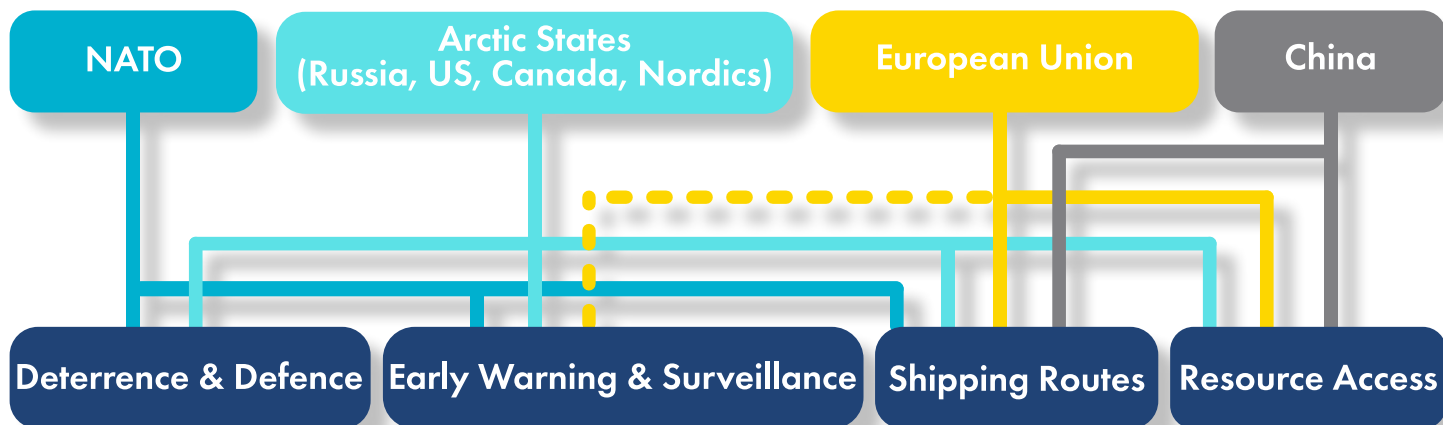 NATO
Arctic States
(Russia, US, Canada, Nordics)
European Union
China
Deterrence & Defence
Early Warning & Surveillance
Shipping Routes
Resource Access